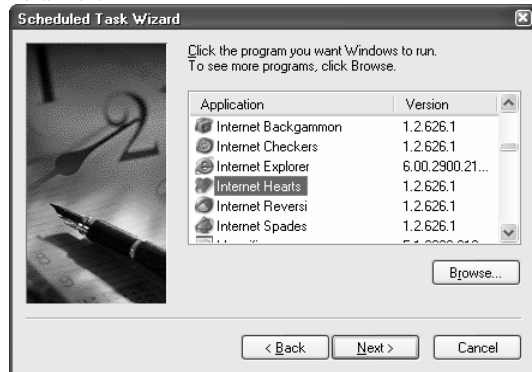 Scheduled Task Wizard
Click the program you want Windows to run.
To see more programs, click Browse.
Application Version
Internet Backgammon 1.2.626.1
Internet Checkers 1.2.626.1
Internet Explorer 6.00.2900.21...
Internet Hearts 1.2.626.1
Internet Reversi 1.2.626.1
Internet Spades 1.2.626.1
Browse...
< Back Next > Cancel